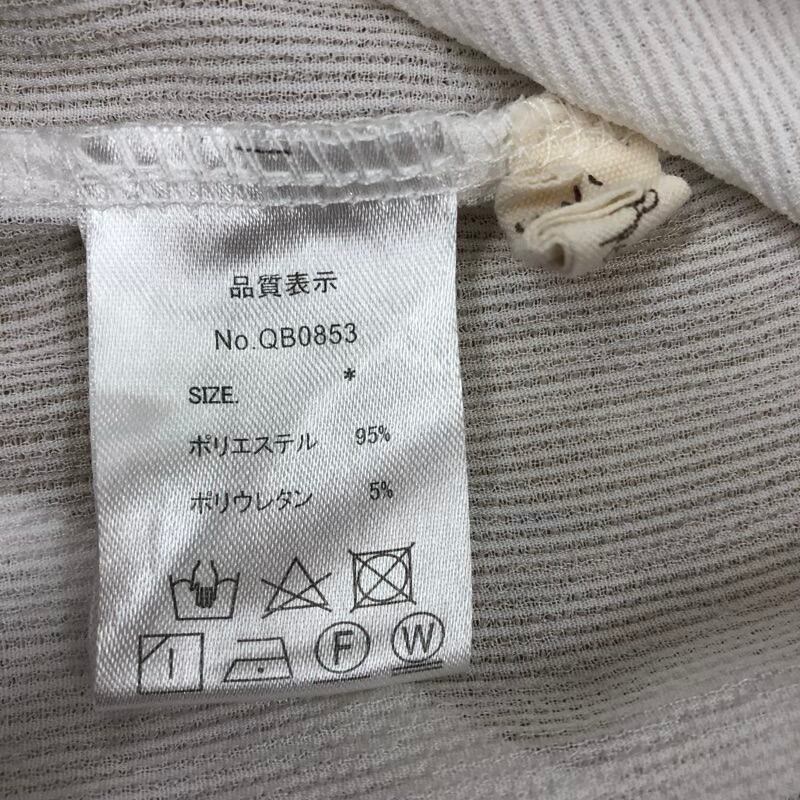 品質表示
No.QB0853
SIZE. *
ポリエステル 95%
ポリウレタン 5%
F W